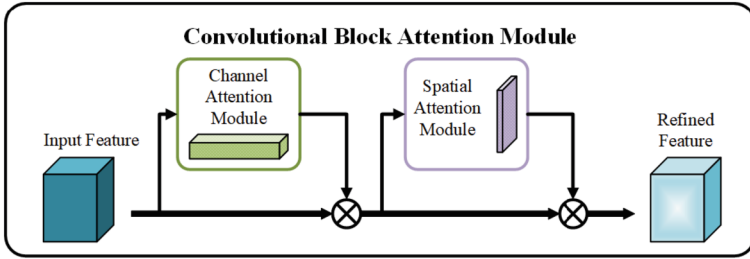 Convolutional Block Attention Module
Channel
Attention
Module
Spatial
Attention
Module
Input Feature
Refined
Feature